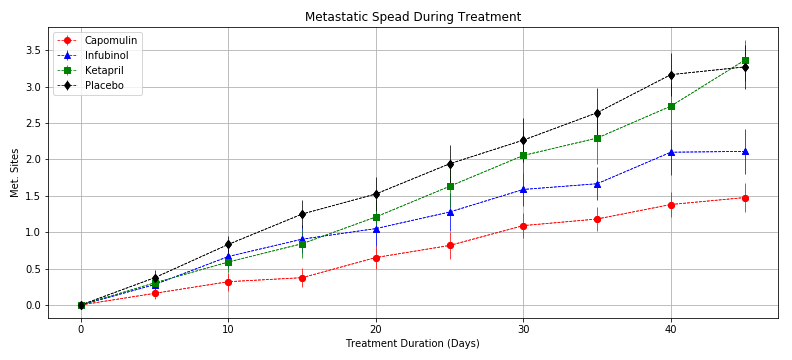 Metastatic Spead During Treatment
Capomulin
Infubinol
Ketapril
Placebo
Met. Sites
3.5
3.0
2.5
2.0
1.5
1.0
0.5
0.0
0 10 20 30 40
Treatment Duration (Days)